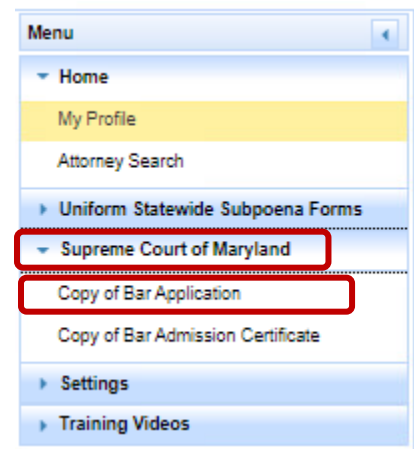 Menu
Home
My Profile
Attorney Search
Uniform Statewide Subpoena Forms
Supreme Court of Maryland
Copy of Bar Application
Copy of Bar Admission Certificate
Settings
Training Videos